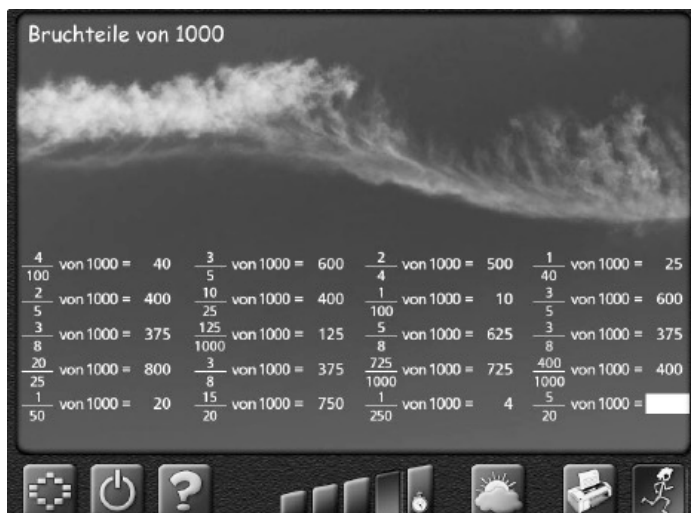 Bruchteile von 1000
4/100 von 1000 = 40 3/5 von 1000 = 600 2/4 von 1000 = 500 1/40 von 1000 = 25
2/5 von 1000 = 400 10/25 von 1000 = 400 1/100 von 1000 = 10 3/5 von 1000 = 600
3/8 von 1000 = 375 125/1000 von 1000 = 125 5/8 von 1000 = 625 3/8 von 1000 = 375
20/25 von 1000 = 800 3/8 von 1000 = 375 725/1000 von 1000 = 725 400/1000 von 1000 = 400
1/50 von 1000 = 20 15/20 von 1000 = 750 1/250 von 1000 = 4 5/20 von 1000 =
?